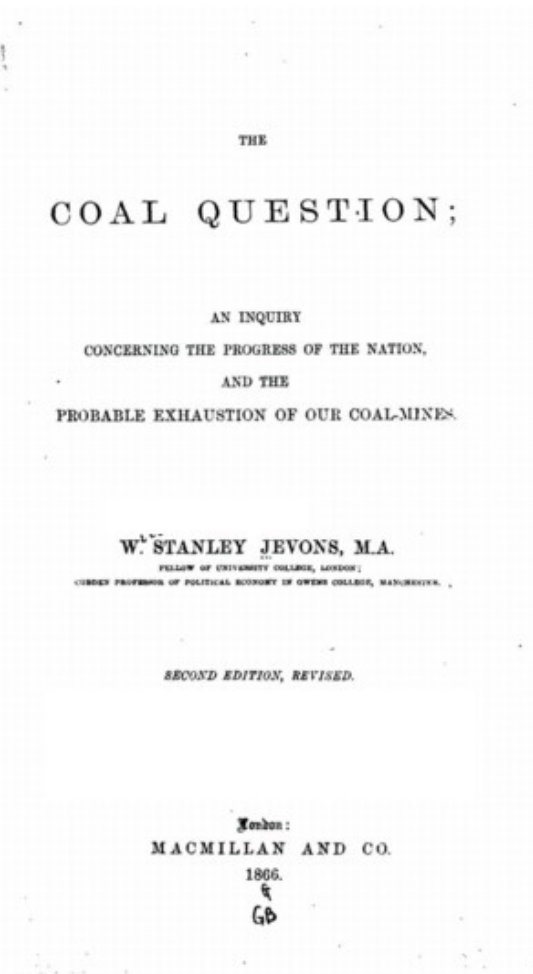 THE
COAL QUESTION;
AN INQUIRY
CONCERNING THE PROGRESS OF THE NATION,
AND THE
PROBABLE EXHAUSTION OF OUR COAL-MINES.
W. STANLEY JEVONS, M.A.
FELLOW OF UNIVERSITY COLLEGE, LONDON;
COBDEN PROFESSOR OF POLITICAL ECONOMY IN OWENS COLLEGE, MANCHESTER.
SECOND EDITION, REVISED.
London:
MACMILLAN AND CO.
1866.
GB